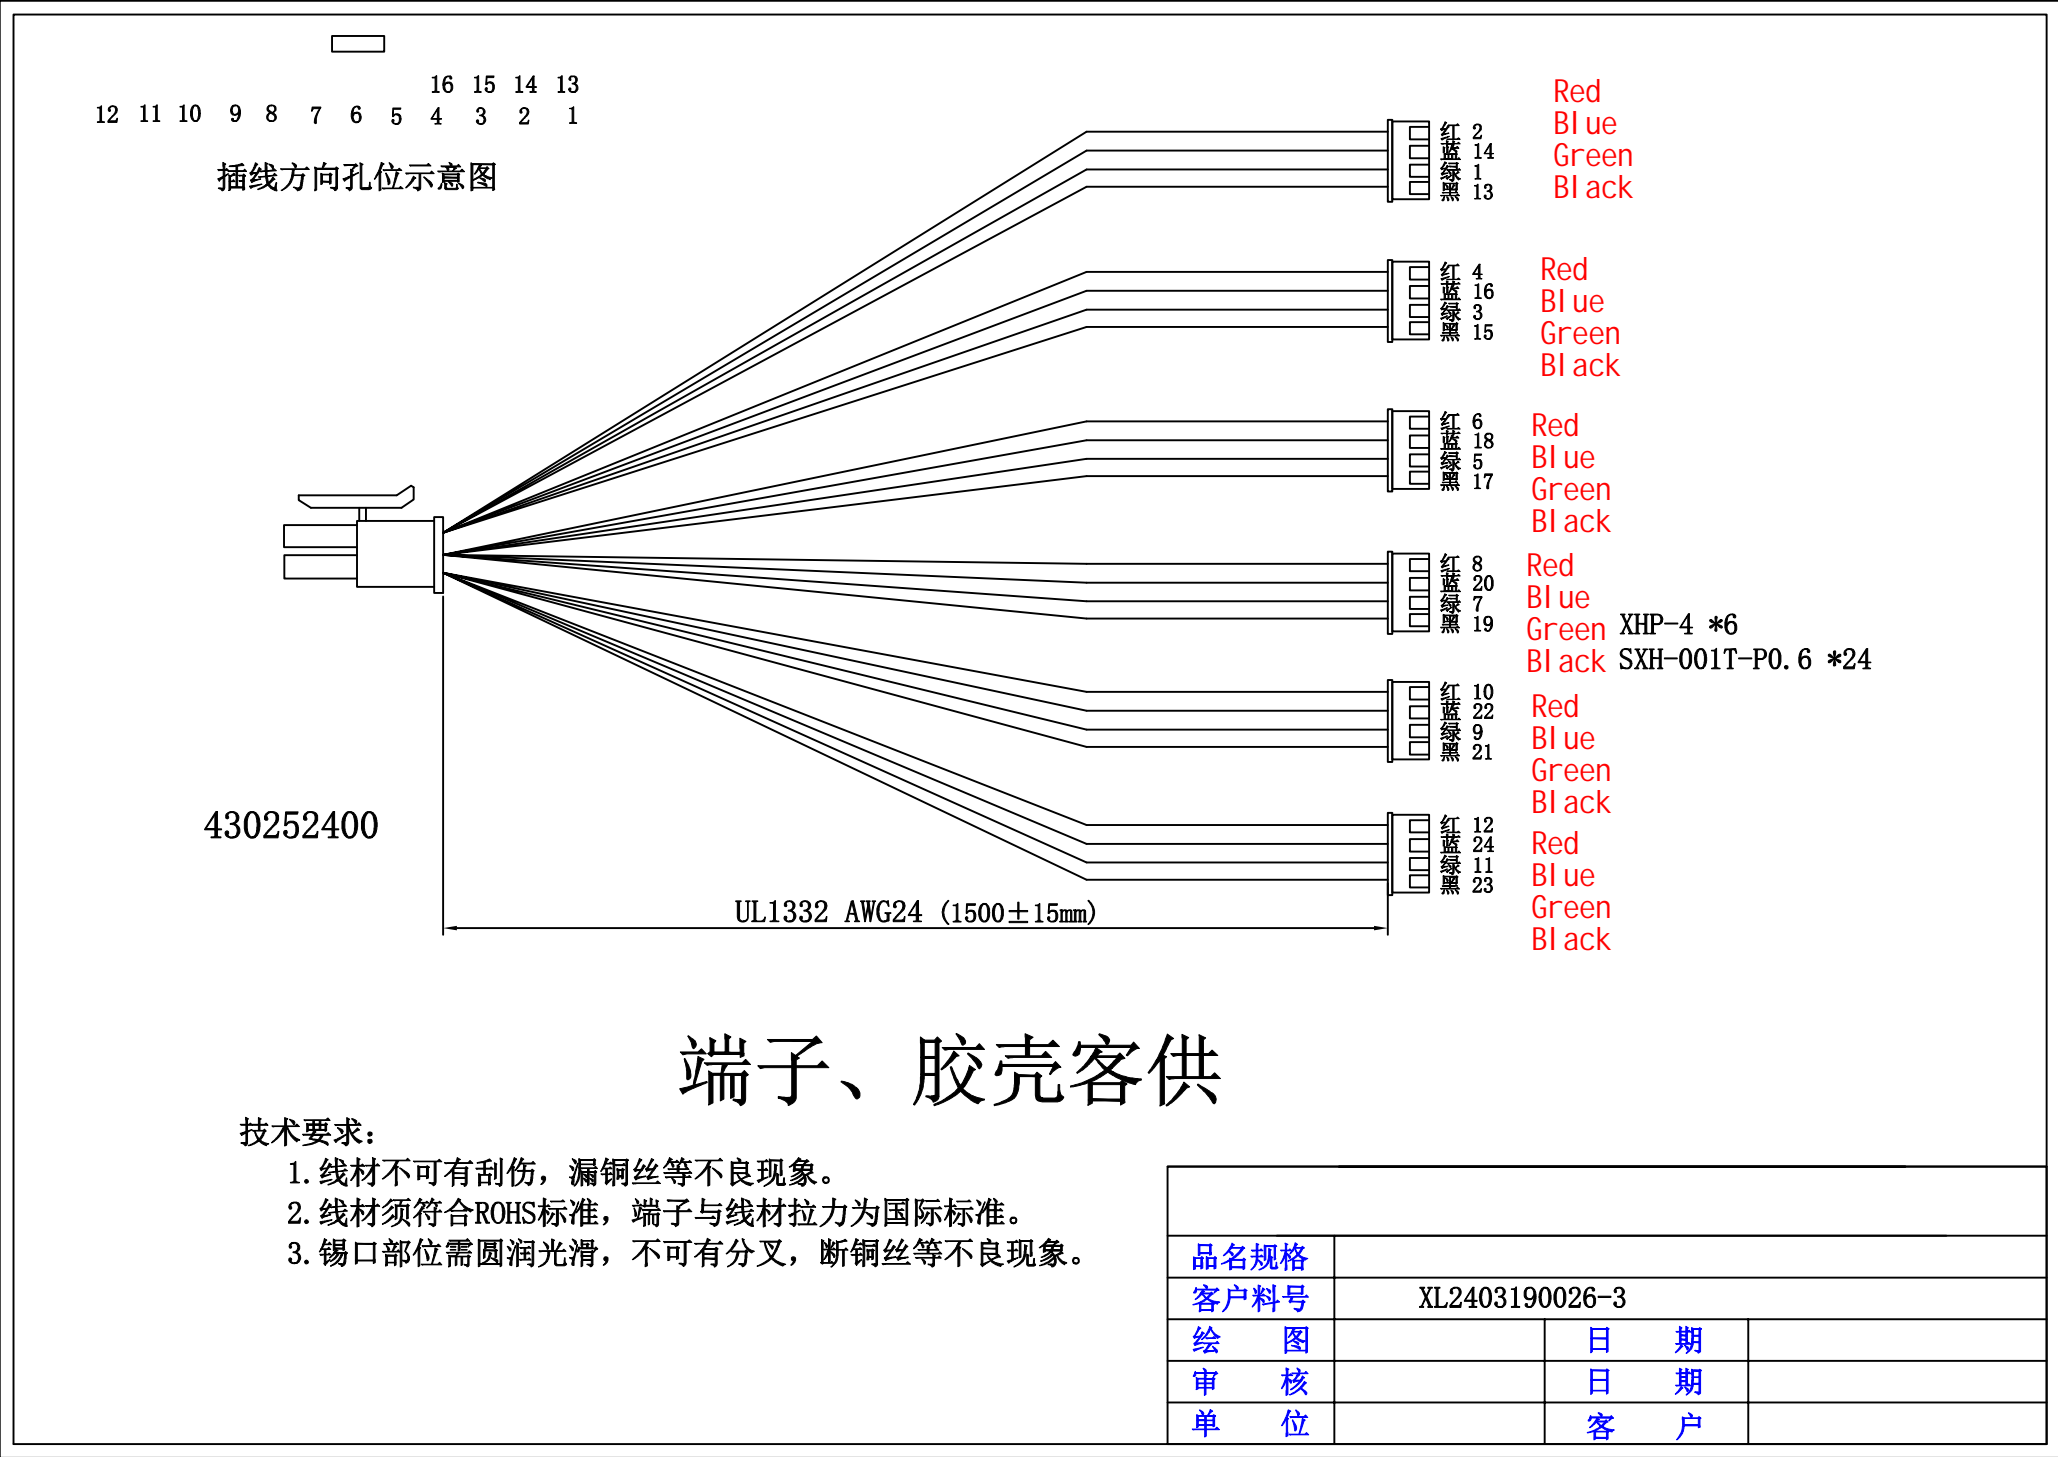 16 15 14 13
12 11 10 9 8 7 6 5 4 3 2 1
插线方向孔位示意图
红 2
蓝 14
绿 1
黑 13
Red
Blue
Green
Black
红 4
蓝 16
绿 3
黑 15
Red
Blue
Green
Black
红 6
蓝 18
绿 5
黑 17
Red
Blue
Green
Black
红 8
蓝 20
绿 7
黑 19
Red
Blue
Green
Black
XHP-4 *6
SXH-001T-P0.6 *24
红 10
蓝 22
绿 9
黑 21
Red
Blue
Green
Black
红 12
蓝 24
绿 11
黑 23
Red
Blue
Green
Black
430252400
UL1332 AWG24 (1500±15mm)
端子、胶壳客供
技术要求：
1.线材不可有刮伤，漏铜丝等不良现象。
2.线材须符合ROHS标准，端子与线材拉力为国际标准。
3.锡口部位需圆润光滑，不可有分叉，断铜丝等不良现象。
品名规格
客户料号 XL2403190026-3
绘 图 日 期
审 核 日 期
单 位 客 户